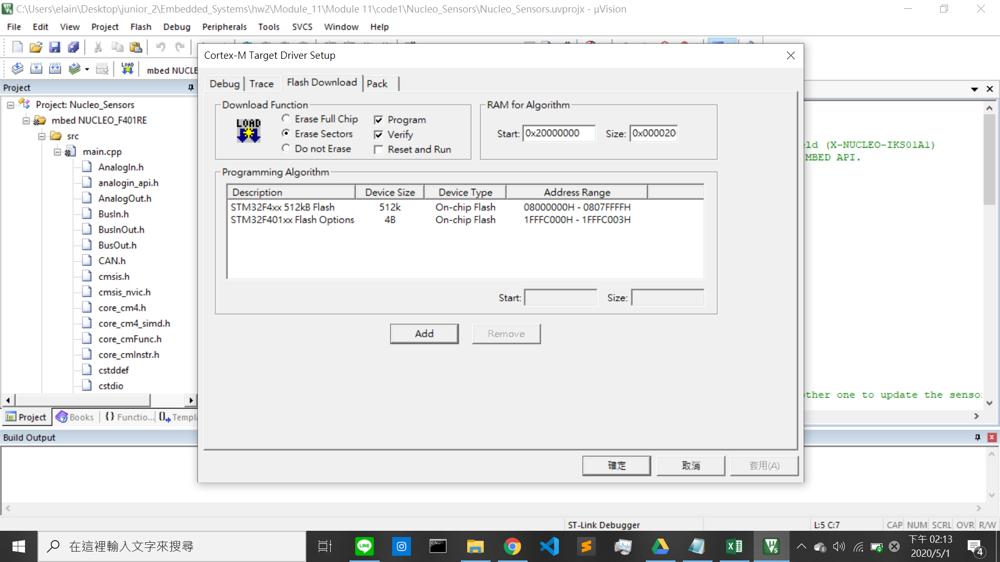 C:\Users\elain\Desktop\junior_2\Embedded_Systems\hw2\Module_11\Module 11\code1\Nucleo_Sensors\Nucleo_Sensors.uvprojx - µVision
File Edit View Project Flash Debug Peripherals Tools SVCS Window Help
LOAD mbed NUCLE
Project
Project: Nucleo_Sensors
mbed NUCLEO_F401RE
src
main.cpp
AnalogIn.h
analogin_api.h
AnalogOut.h
BusIn.h
BusInOut.h
BusOut.h
CAN.h
cmsis.h
cmsis_nvic.h
core_cm4.h
core_cm4_simd.h
core_cmFunc.h
core_cmInstr.h
cstddef
cstdio
Project Books {} Functio... Templa
Build Output
Cortex-M Target Driver Setup
Debug Trace Flash Download Pack
Download Function
LOAD
Erase Full Chip
Erase Sectors
Do not Erase
Program
Verify
Reset and Run
RAM for Algorithm
Start: 0x20000000 Size: 0x000020
Programming Algorithm
Description Device Size Device Type Address Range
STM32F4xx 512kB Flash 512k On-chip Flash 08000000H - 0807FFFFH
STM32F401xx Flash Options 4B On-chip Flash 1FFFC000H - 1FFFC003H
Start: Size:
Add Remove
確定 取消 套用(A)
ld (X-NUCLEO-IKS01A1)
MBED API.
ther one to update the senso
ST-Link Debugger L:5 C:7 CAP NUM SCRL OVR R/W
在這裡輸入文字來搜尋
LINE
下午 02:13
2020/5/1
4